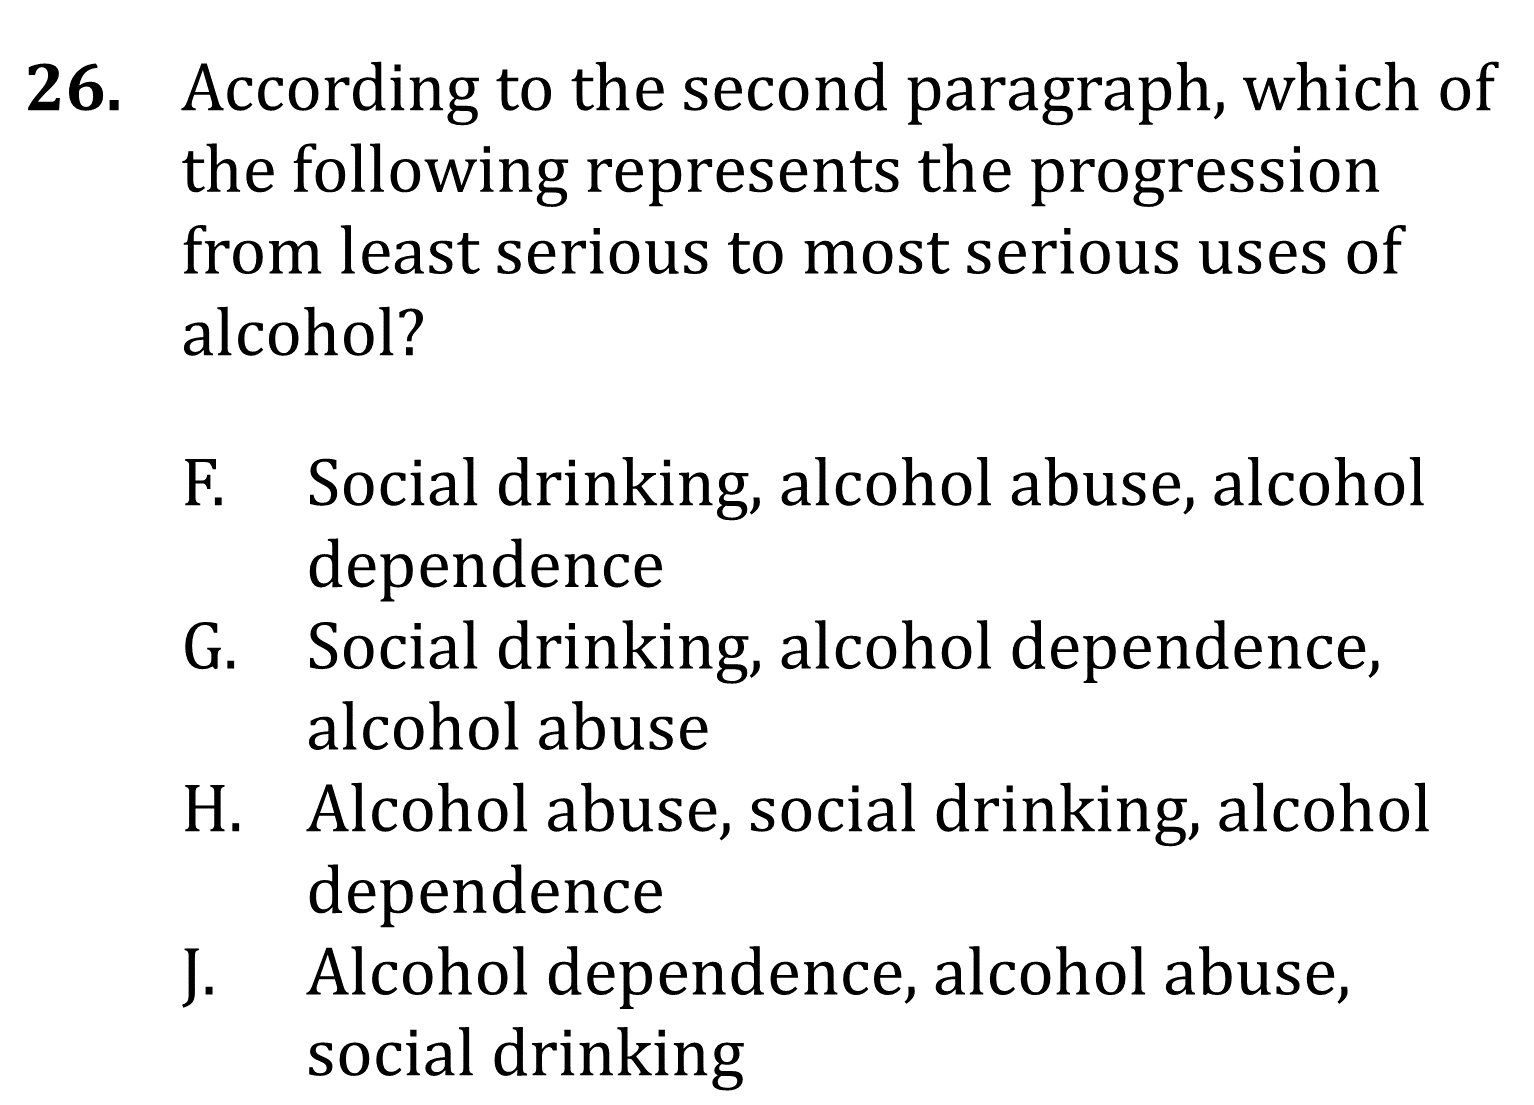 26. According to the second paragraph, which of
the following represents the progression
from least serious to most serious uses of
alcohol?
F. Social drinking, alcohol abuse, alcohol
dependence
G. Social drinking, alcohol dependence,
alcohol abuse
H. Alcohol abuse, social drinking, alcohol
dependence
J. Alcohol dependence, alcohol abuse,
social drinking